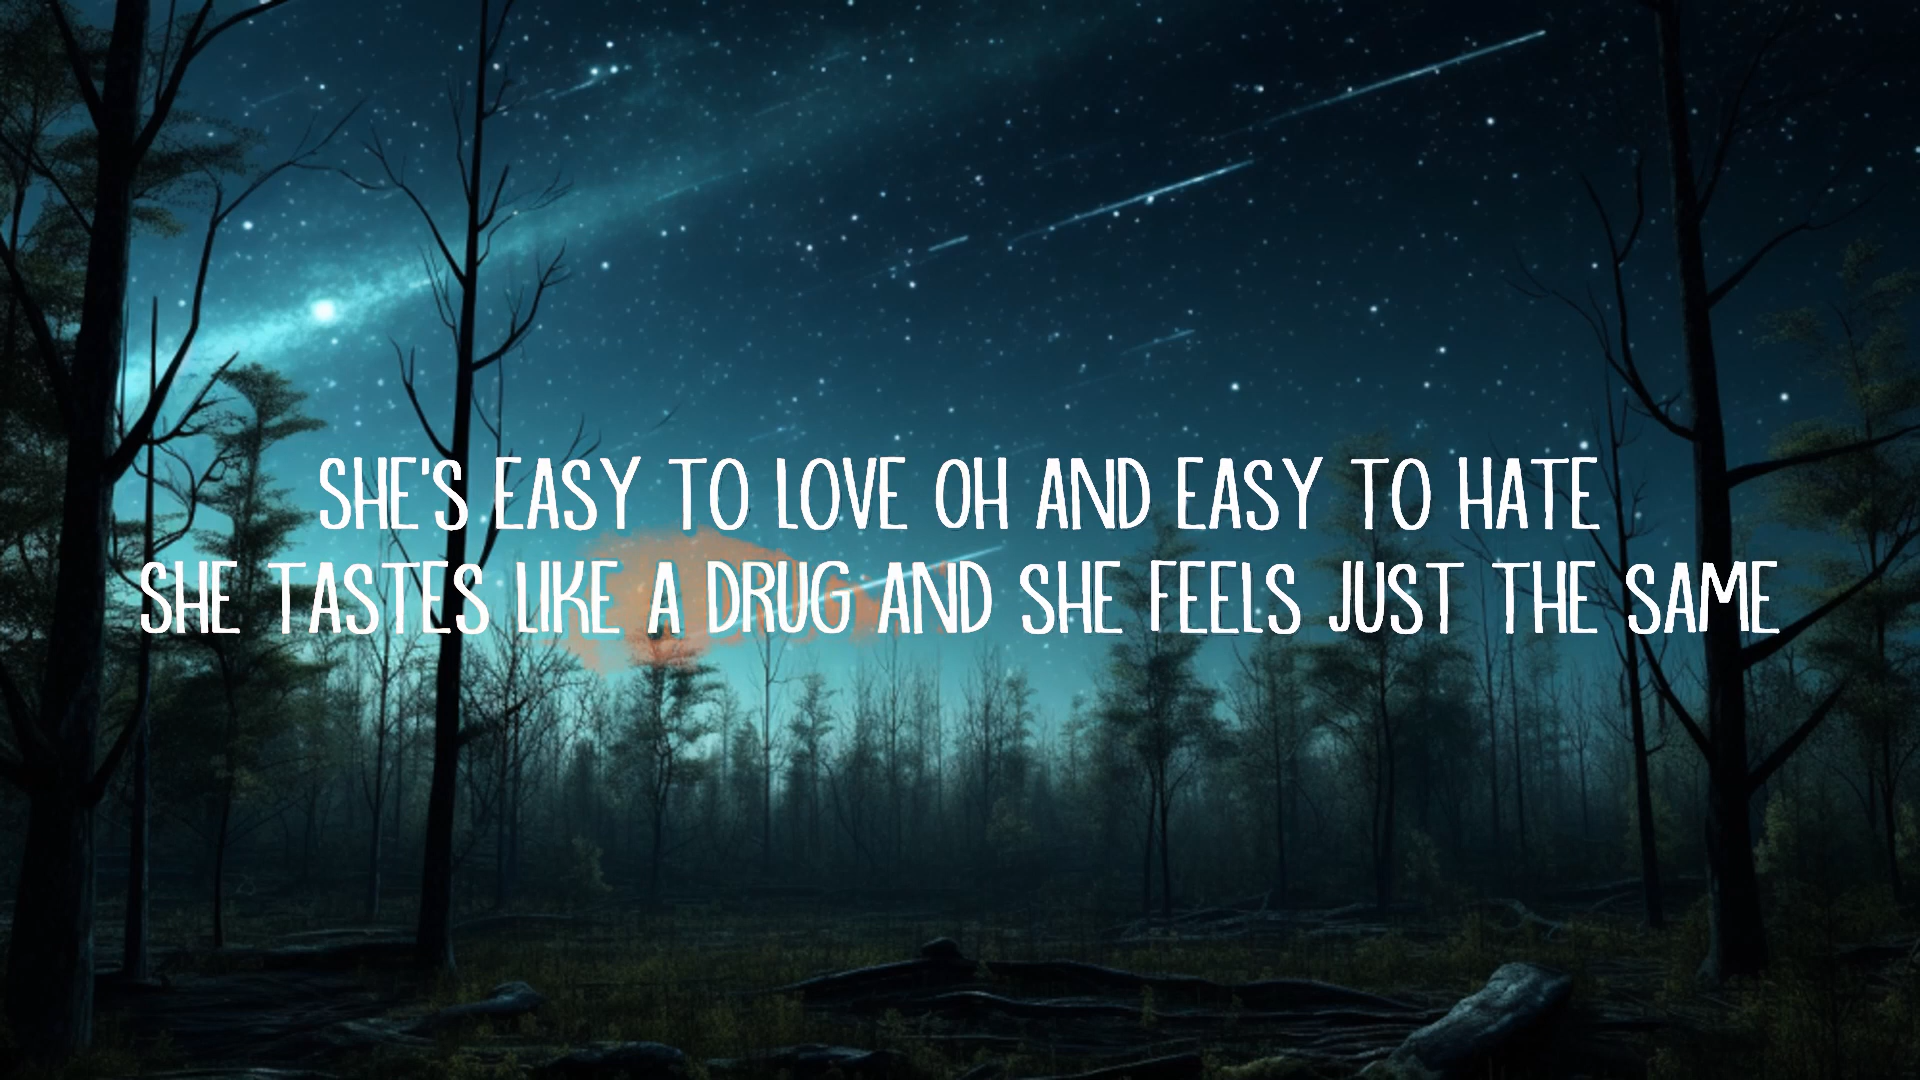 SHE'S EASY TO LOVE OH AND EASY TO HATE
SHE TASTES LIKE A DRUG AND SHE FEELS JUST THE SAME